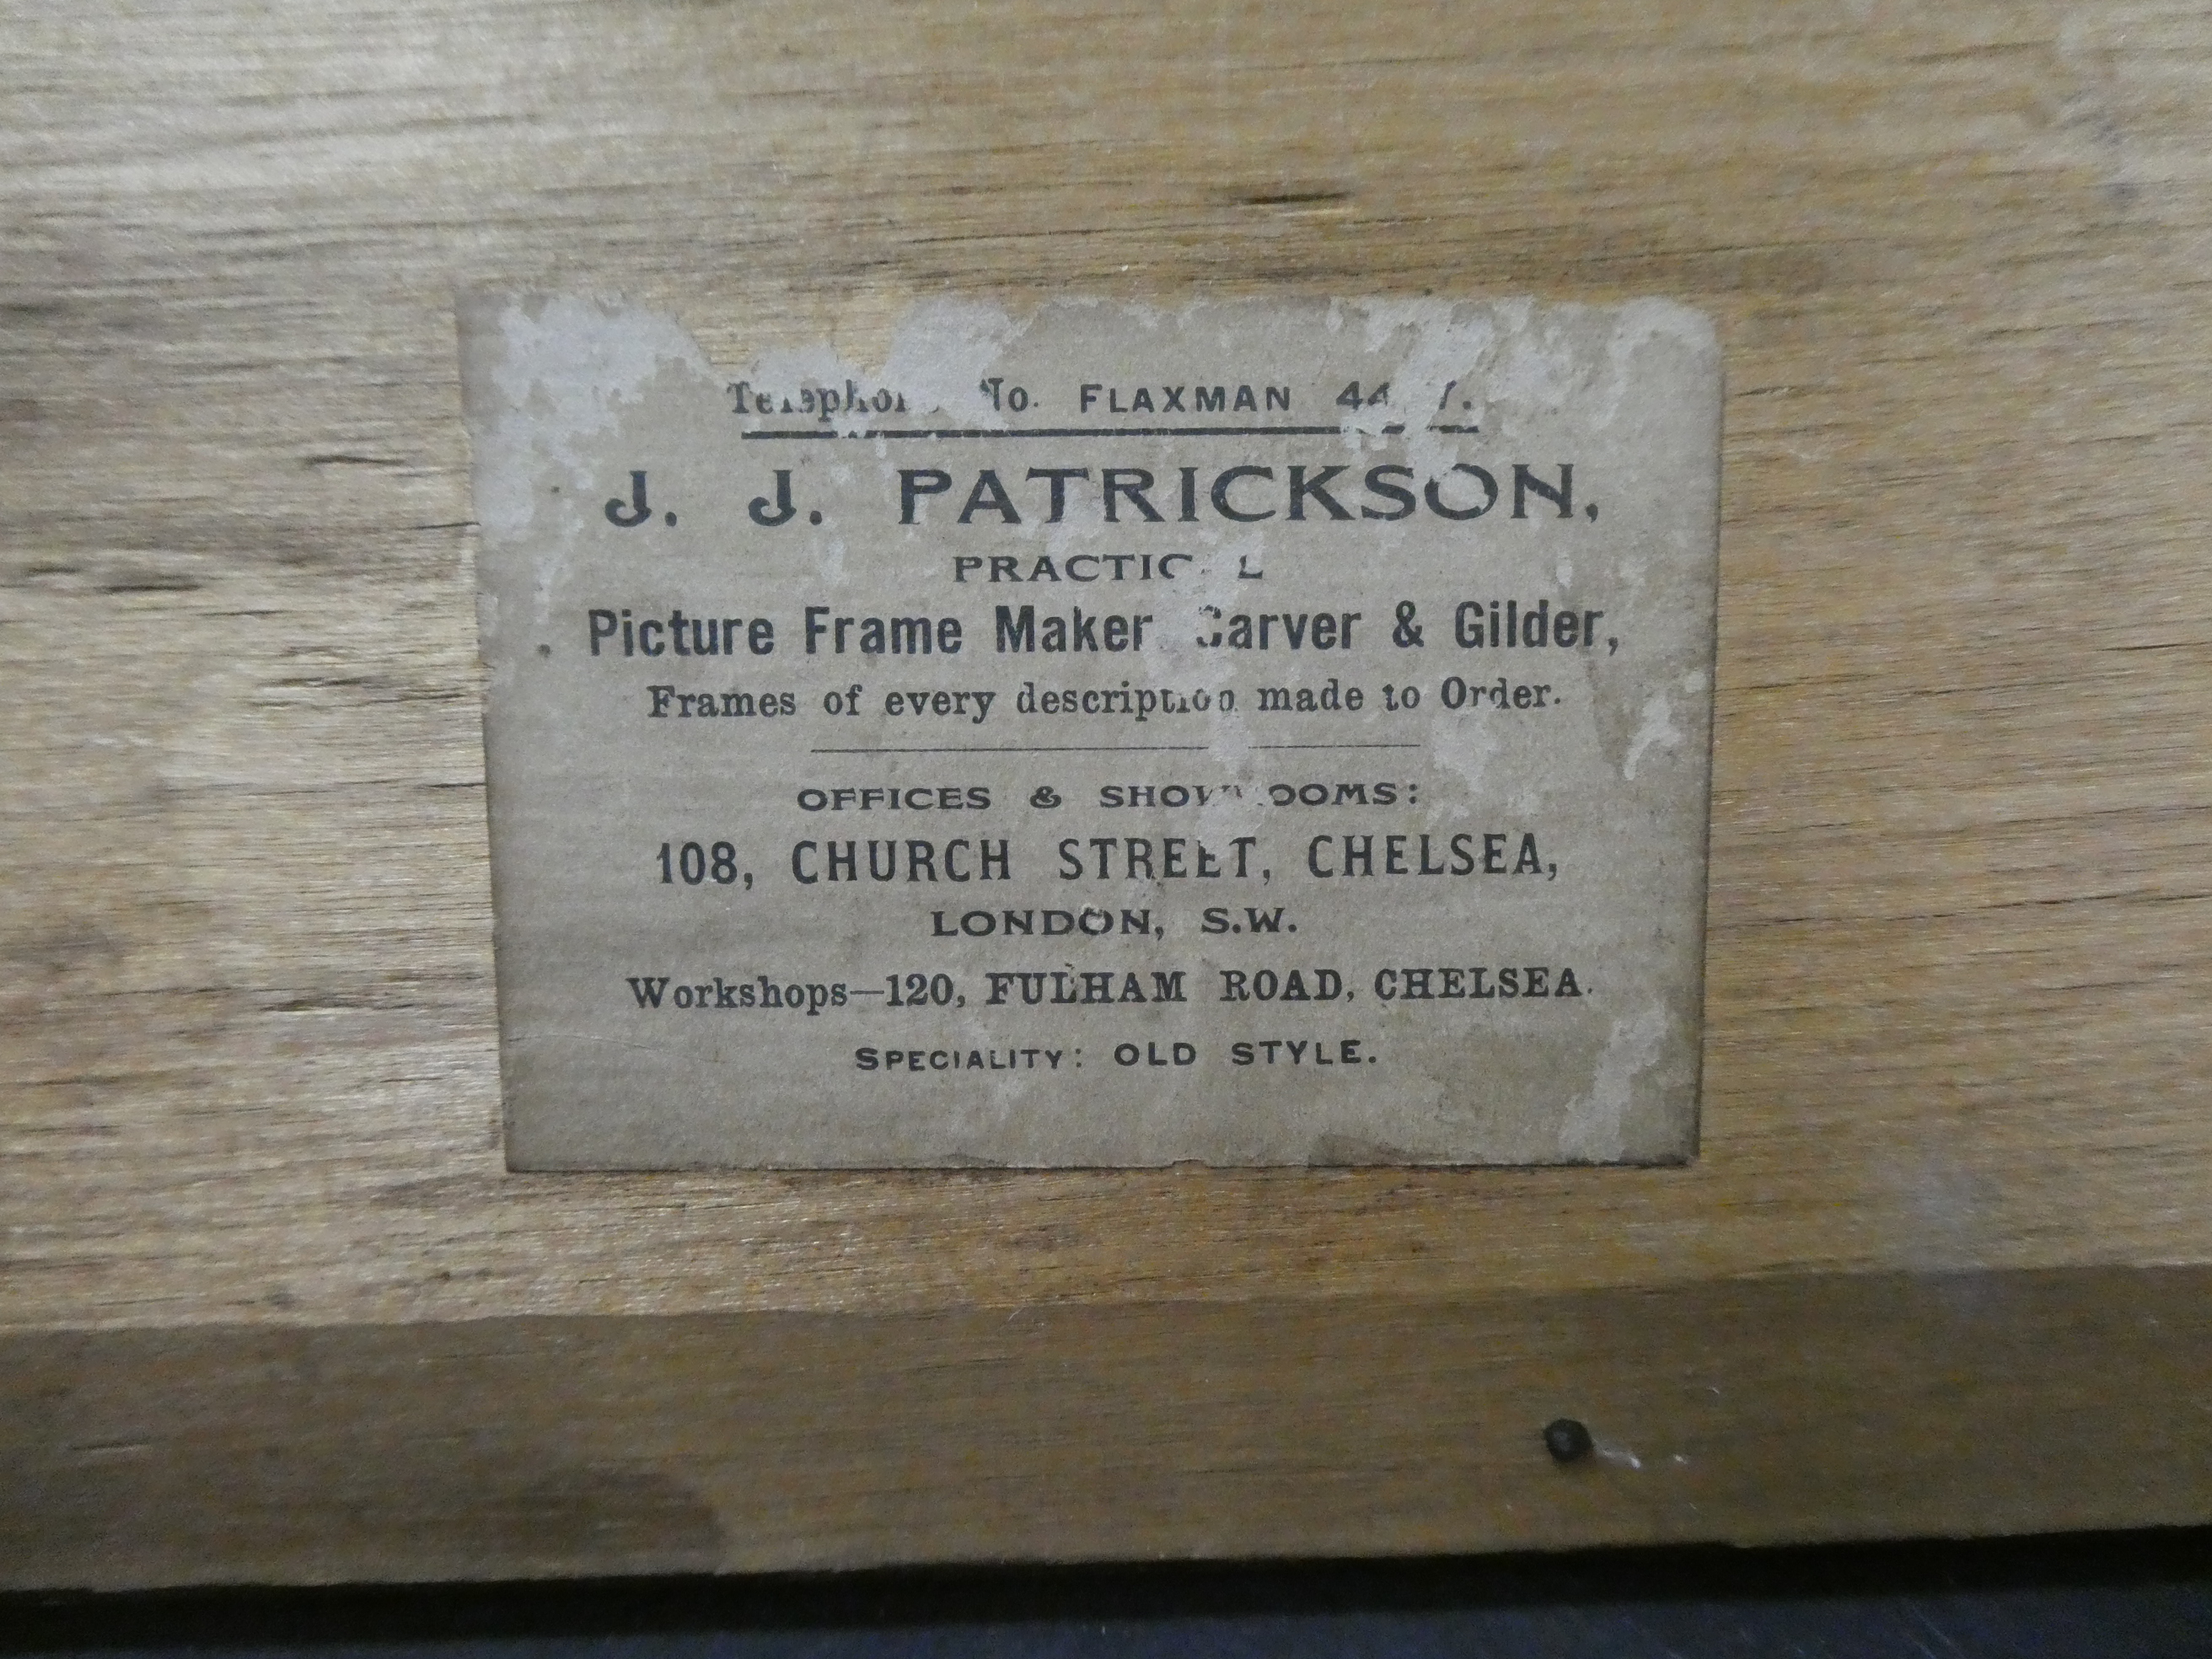 Telephone No. FLAXMAN
J. J. PATRICKSON,
PRACTICAL
Picture Frame Maker Carver & Gilder,
Frames of every description made to Order.
OFFICES & SHOWROOMS:
108, CHURCH STREET, CHELSEA,
LONDON, S.W.
Workshops—120, FULHAM ROAD, CHELSEA.
SPECIALITY: OLD STYLE.